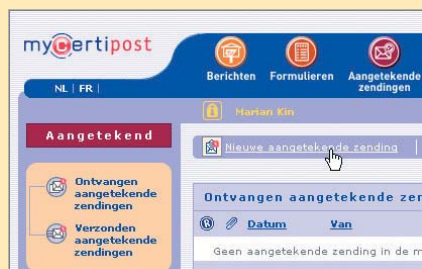 mycertipost
Berichten Formulieren Aangetekende zendingen
NL | FR |
Marian Kin
Aangetekend
Nieuwe aangetekende zending |
Ontvangen
aangetekende
zendingen
Ontvangen aangetekende
Datum Van
Verzonden
aangetekende
zendingen
Geen aangetekende zending in de